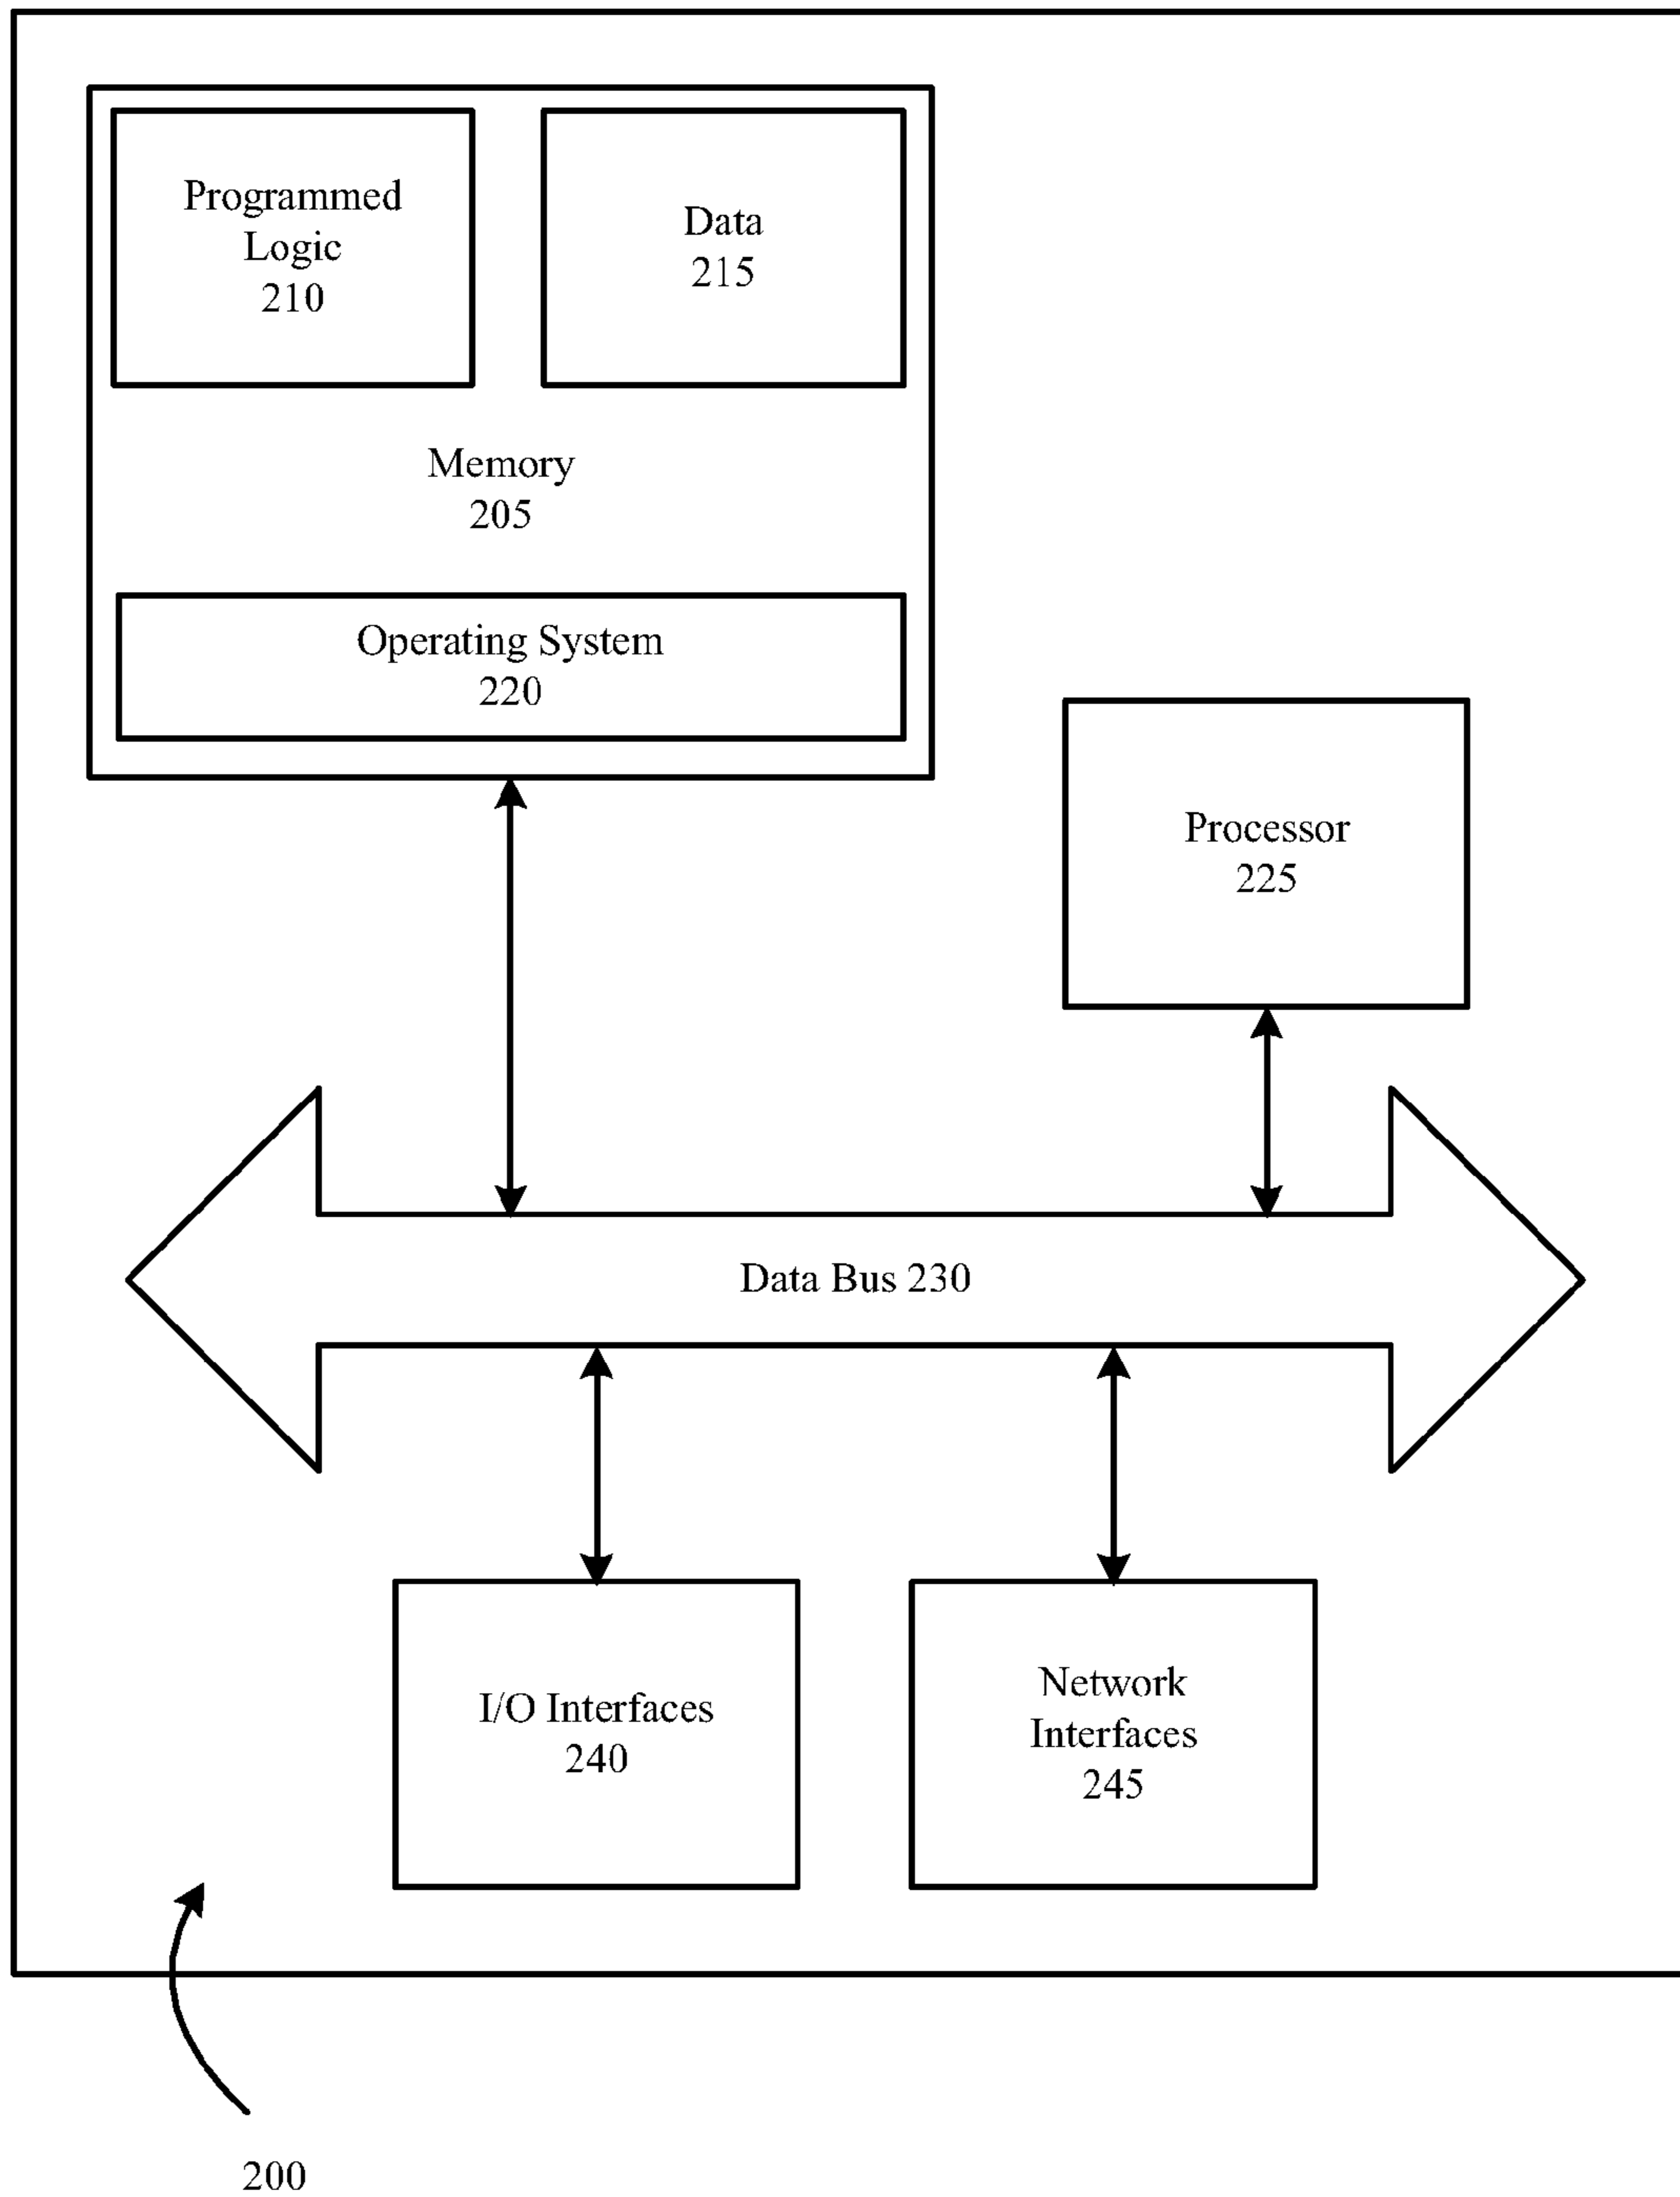 Programmed
Logic
210
Data
215
Memory
205
Operating System
220
Processor
225
Data Bus 230
I/O Interfaces
240
Network
Interfaces
245
200